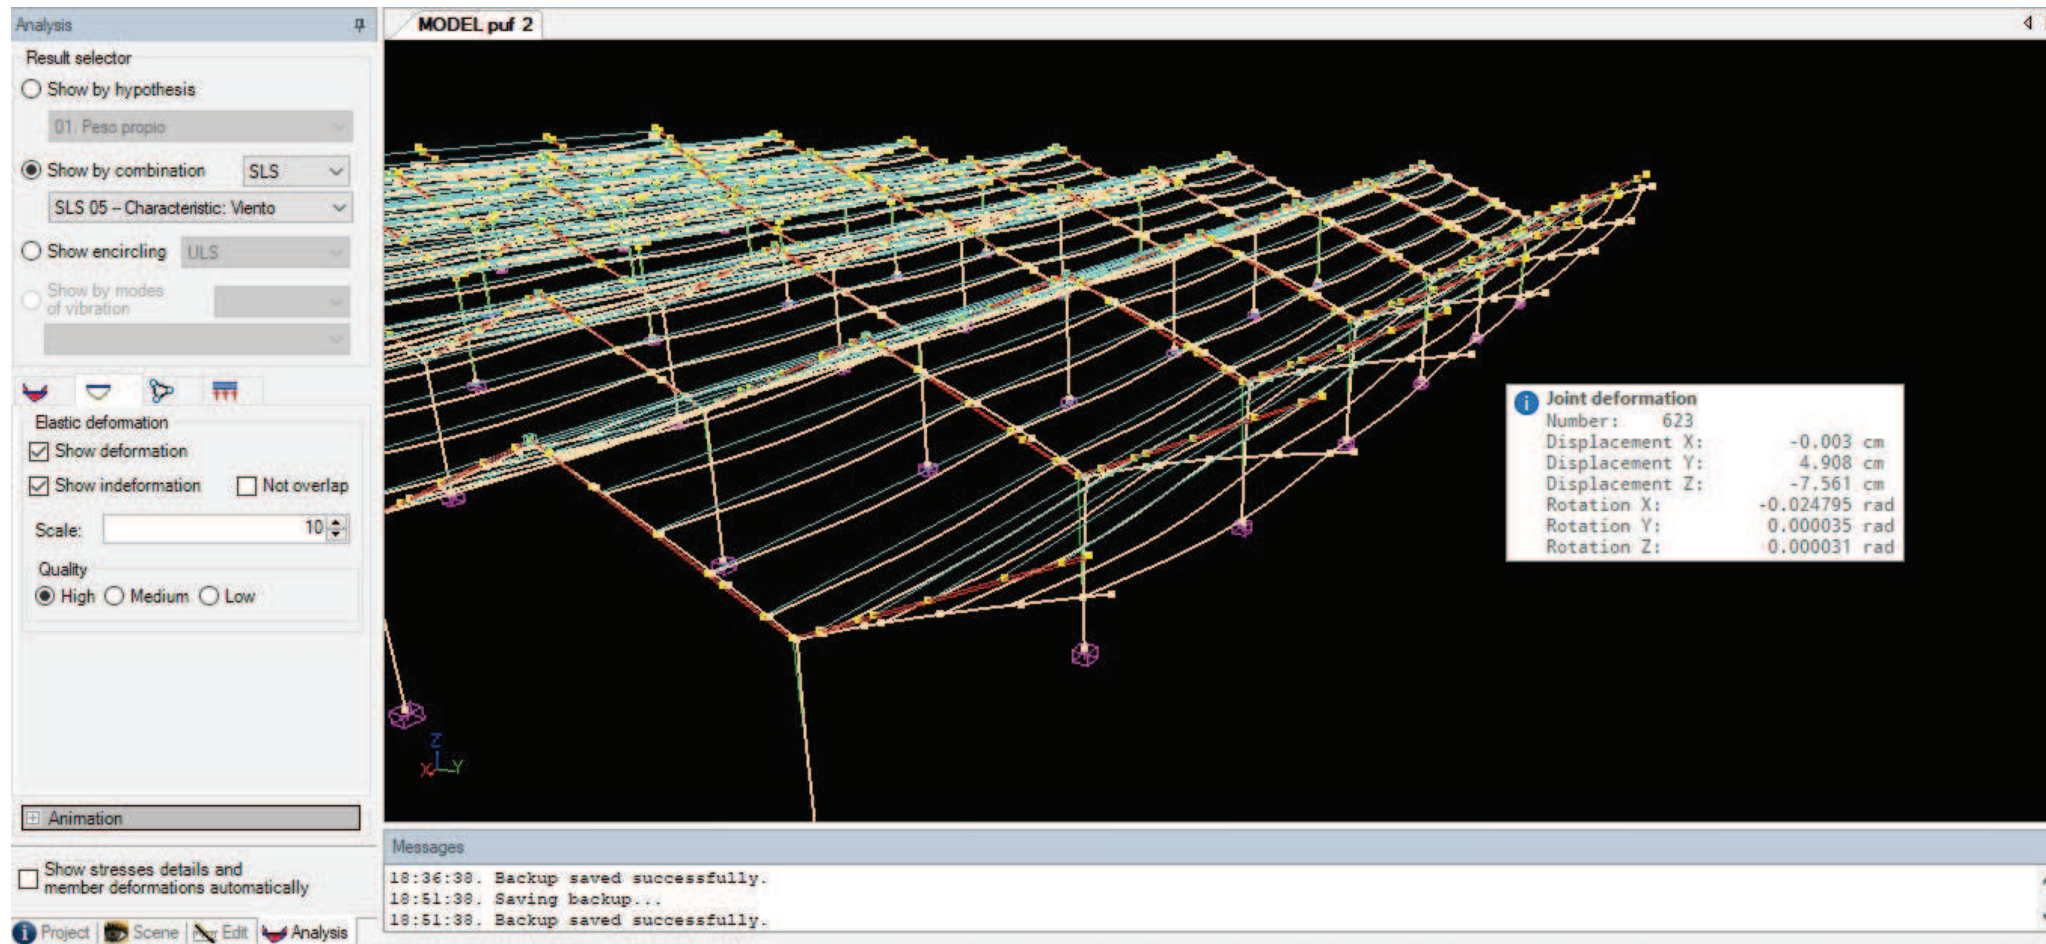 Analysis
Result selector
Show by hypothesis
01. Peso propio
Show by combination SLS
SLS 05 – Characteristic: Viento
Show encircling ULS
Show by modes
of vibration
Elastic deformation
Show deformation
Show indeformation Not overlap
Scale: 10
Quality
High Medium Low
Animation
Show stresses details and
member deformations automatically
Project Scene Edit Analysis
MODEL puf 2
Joint deformation
Number: 623
Displacement X: -0.003 cm
Displacement Y: 4.908 cm
Displacement Z: -7.561 cm
Rotation X: -0.024795 rad
Rotation Y: 0.000035 rad
Rotation Z: 0.000031 rad
Z
X Y
Messages
18:36:38. Backup saved successfully.
18:51:38. Saving backup...
18:51:38. Backup saved successfully.